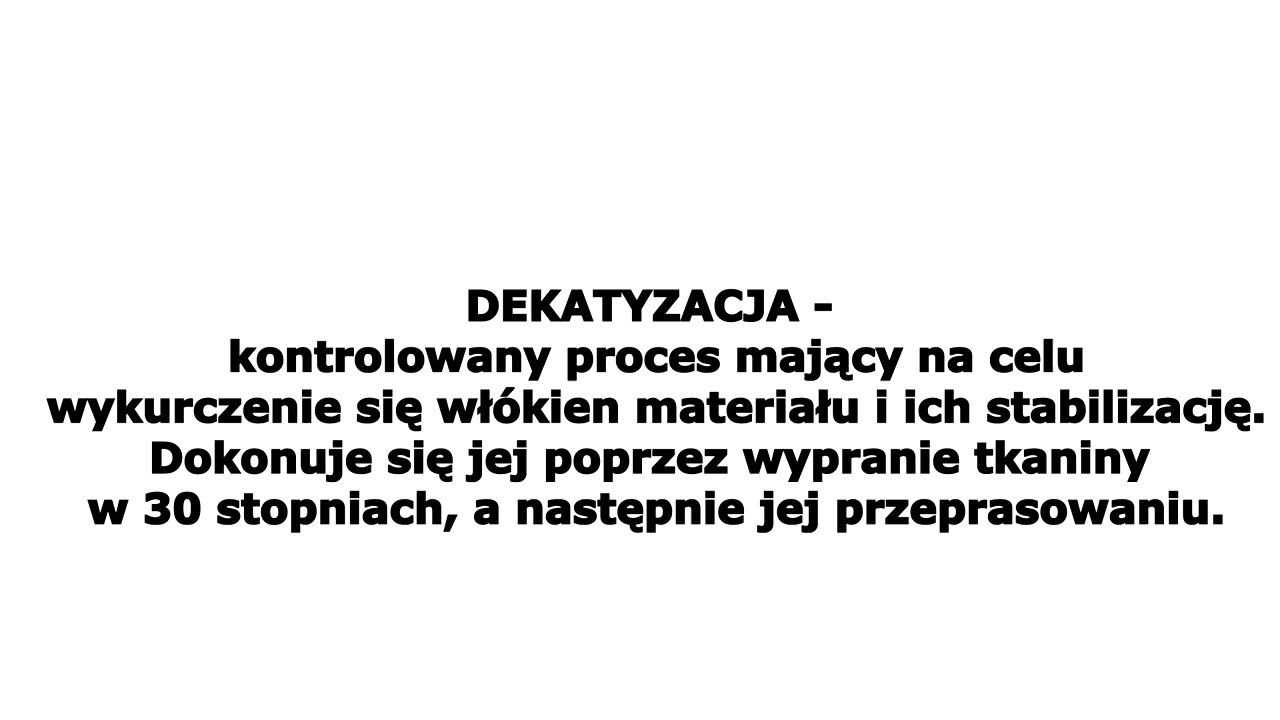 DEKATYZACJA -
kontrolowany proces mający na celu
wykurczenie się włókien materiału i ich stabilizację.
Dokonuje się jej poprzez wypranie tkaniny
w 30 stopniach, a następnie jej przeprasowaniu.